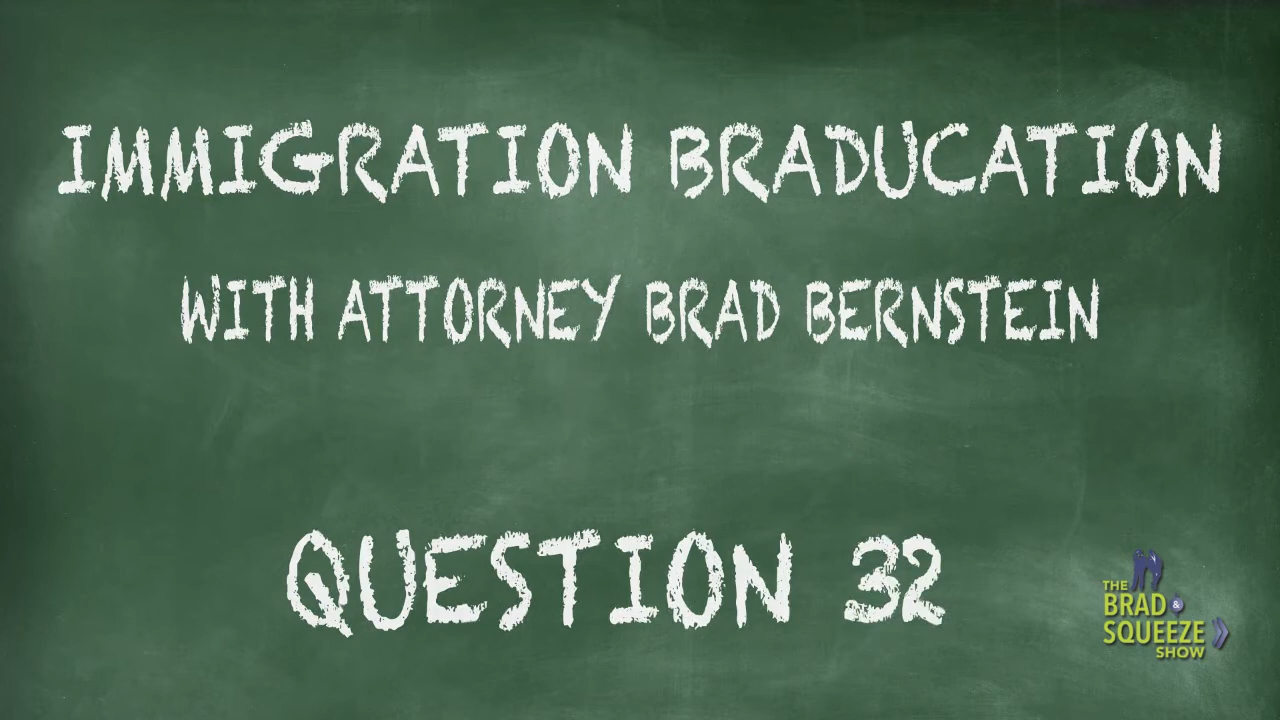 IMMIGRATION BRADUCATION
WITH ATTORNEY BRAD BERNSTEIN
QUESTION 32
THE
BRAD &
SQUEEZE
SHOW